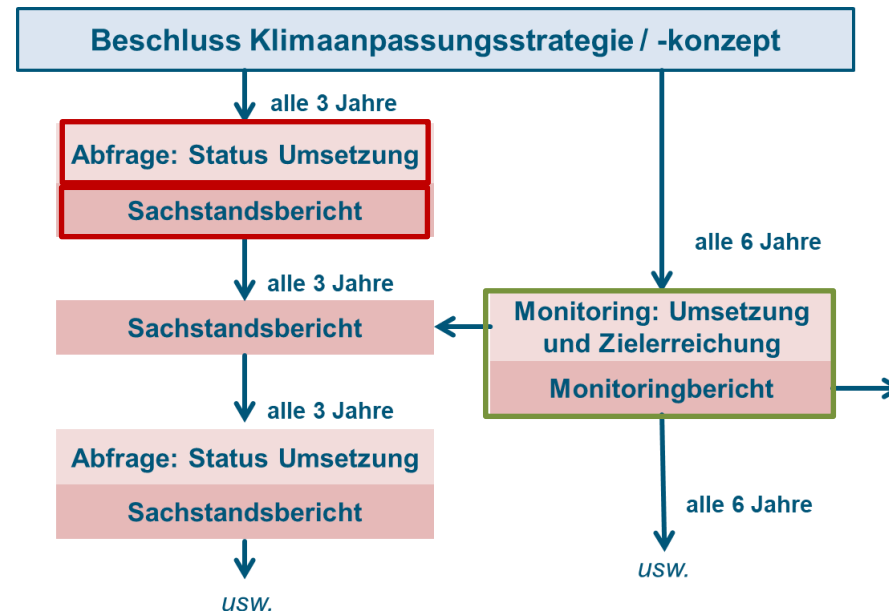 Beschluss Klimaanpassungsstrategie / -konzept
alle 3 Jahre
Abfrage: Status Umsetzung
Sachstandsbericht
alle 6 Jahre
alle 3 Jahre
Sachstandsbericht
Monitoring: Umsetzung
und Zielerreichung
Monitoringbericht
alle 3 Jahre
Abfrage: Status Umsetzung
Sachstandsbericht
alle 6 Jahre
usw.
usw.